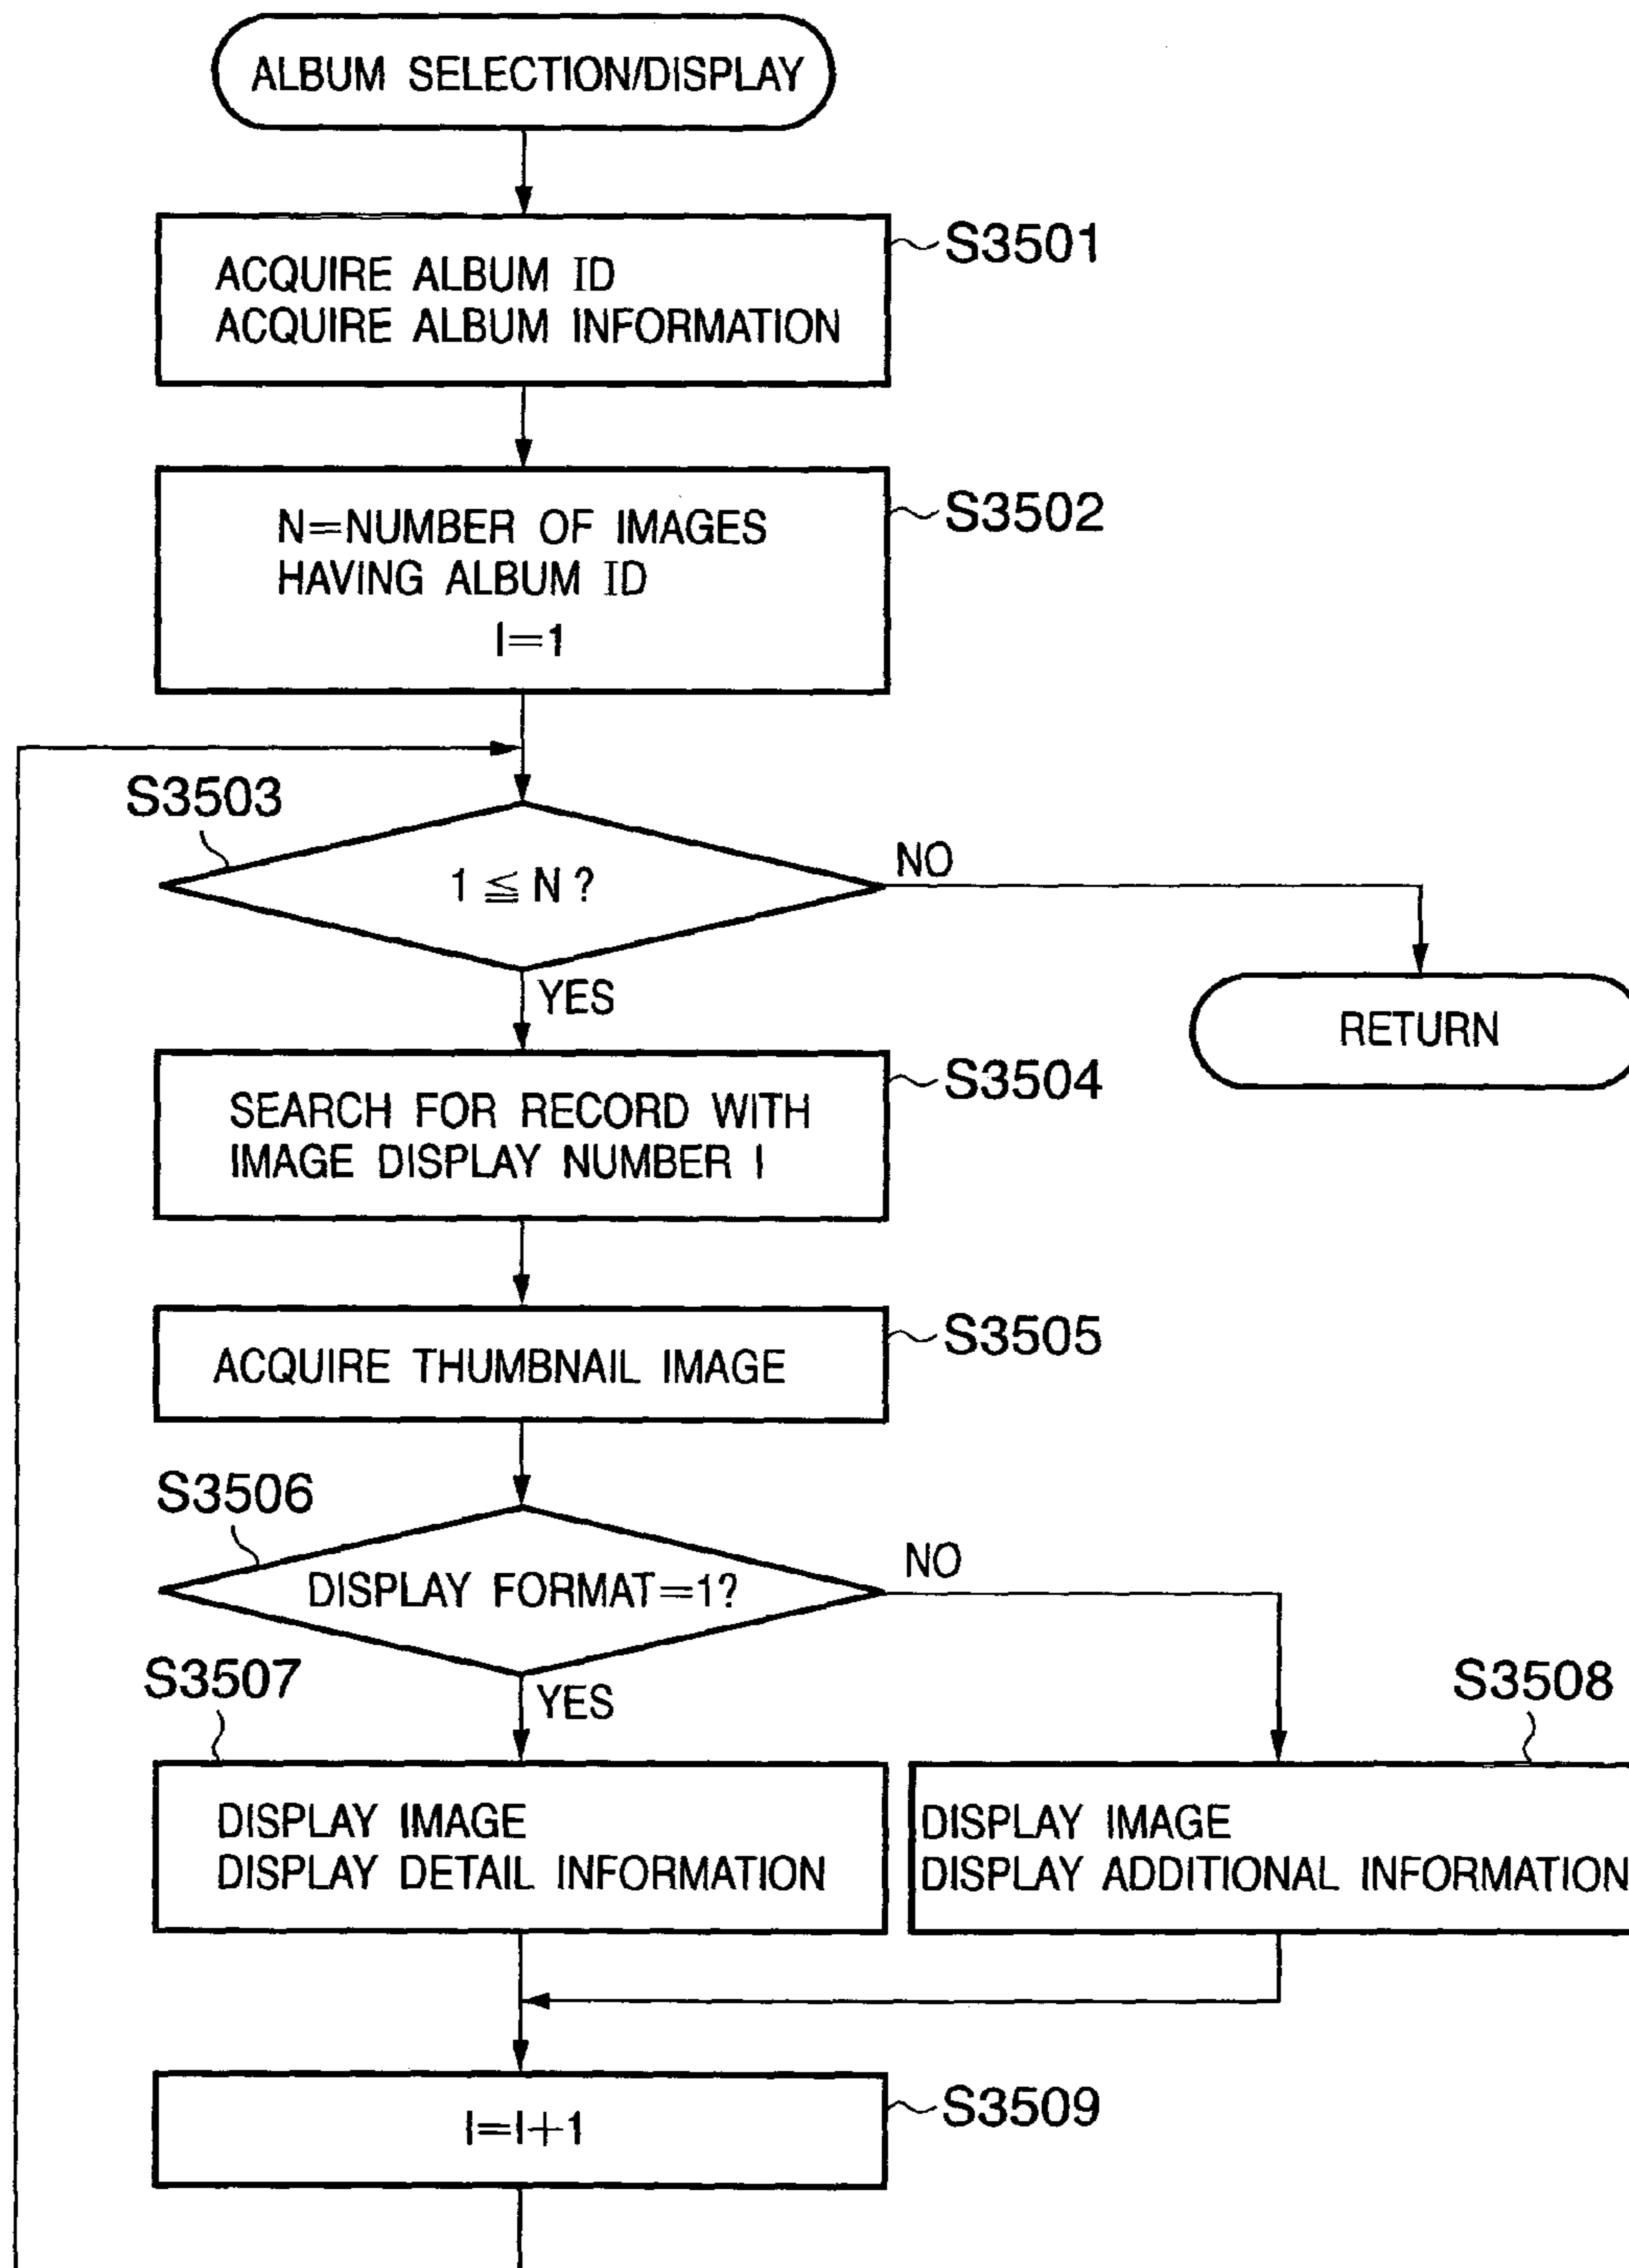 ALBUM SELECTION/DISPLAY
ACQUIRE ALBUM ID
ACQUIRE ALBUM INFORMATION
S3501
N=NUMBER OF IMAGES
HAVING ALBUM ID
I=1
S3502
S3503
1 ≦ N ?
NO
YES
RETURN
SEARCH FOR RECORD WITH
IMAGE DISPLAY NUMBER I
S3504
ACQUIRE THUMBNAIL IMAGE
S3505
S3506
DISPLAY FORMAT=1?
NO
YES
S3507
DISPLAY IMAGE
DISPLAY DETAIL INFORMATION
S3508
DISPLAY IMAGE
DISPLAY ADDITIONAL INFORMATION
I=I+1
S3509